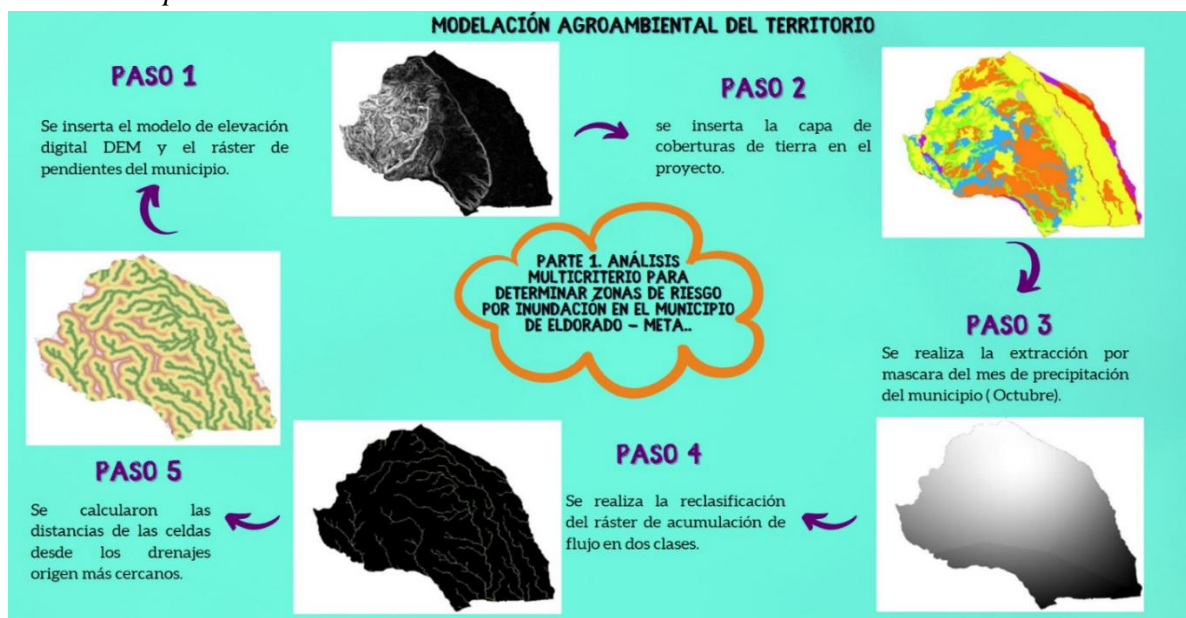 MODELACIÓN AGROAMBIENTAL DEL TERRITORIO
PASO 1
Se inserta el modelo de elevación
digital DEM y el ráster de
pendientes del municipio.
PASO 2
se inserta la capa de
coberturas de tierra en el
proyecto.
PARTE 1. ANÁLISIS
MULTICRITERIO PARA
DETERMINAR ZONAS DE RIESGO
POR INUNDACIÓN EN EL MUNICIPIO
DE ELDORADO – META..
PASO 3
Se realiza la extracción por
mascara del mes de precipitación
del municipio ( Octubre).
PASO 4
Se realiza la reclasificación
del ráster de acumulación de
flujo en dos clases.
PASO 5
Se calcularon las
distancias de las celdas
desde los drenajes
origen más cercanos.